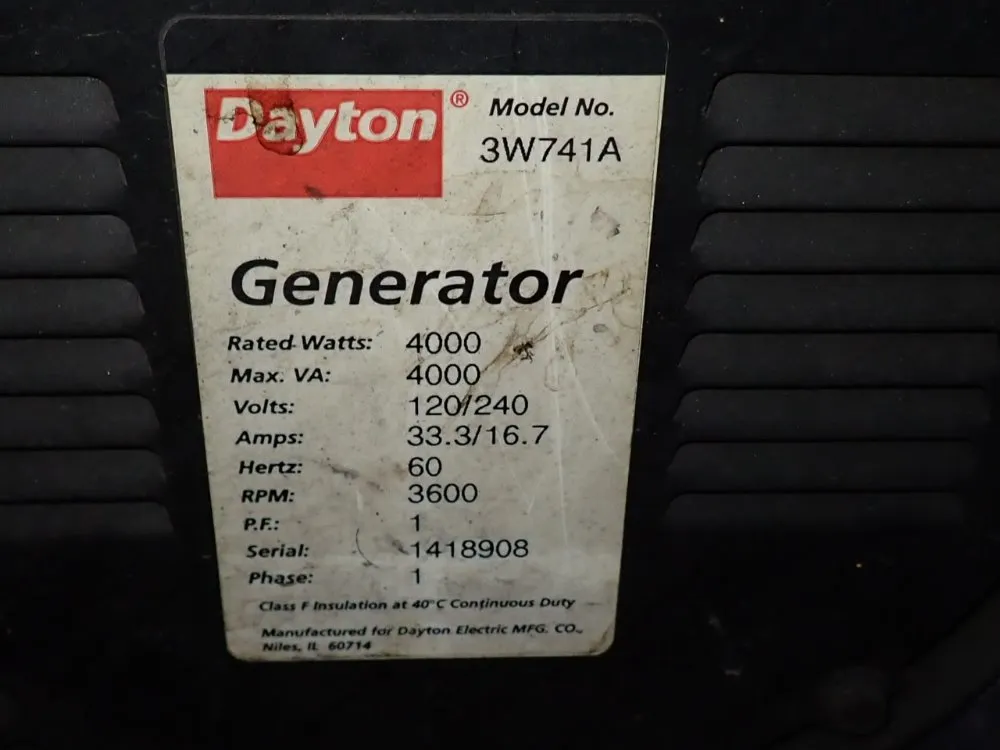 Dayton®
Model No.
3W741A
Generator
Rated Watts: 4000
Max. VA: 4000
Volts: 120/240
Amps: 33.3/16.7
Hertz: 60
RPM: 3600
P.F.: 1
Serial: 1418908
Phase: 1
Class F Insulation at 40°C Continuous Duty
Manufactured for Dayton Electric MFG. CO.,
Niles, IL 60714